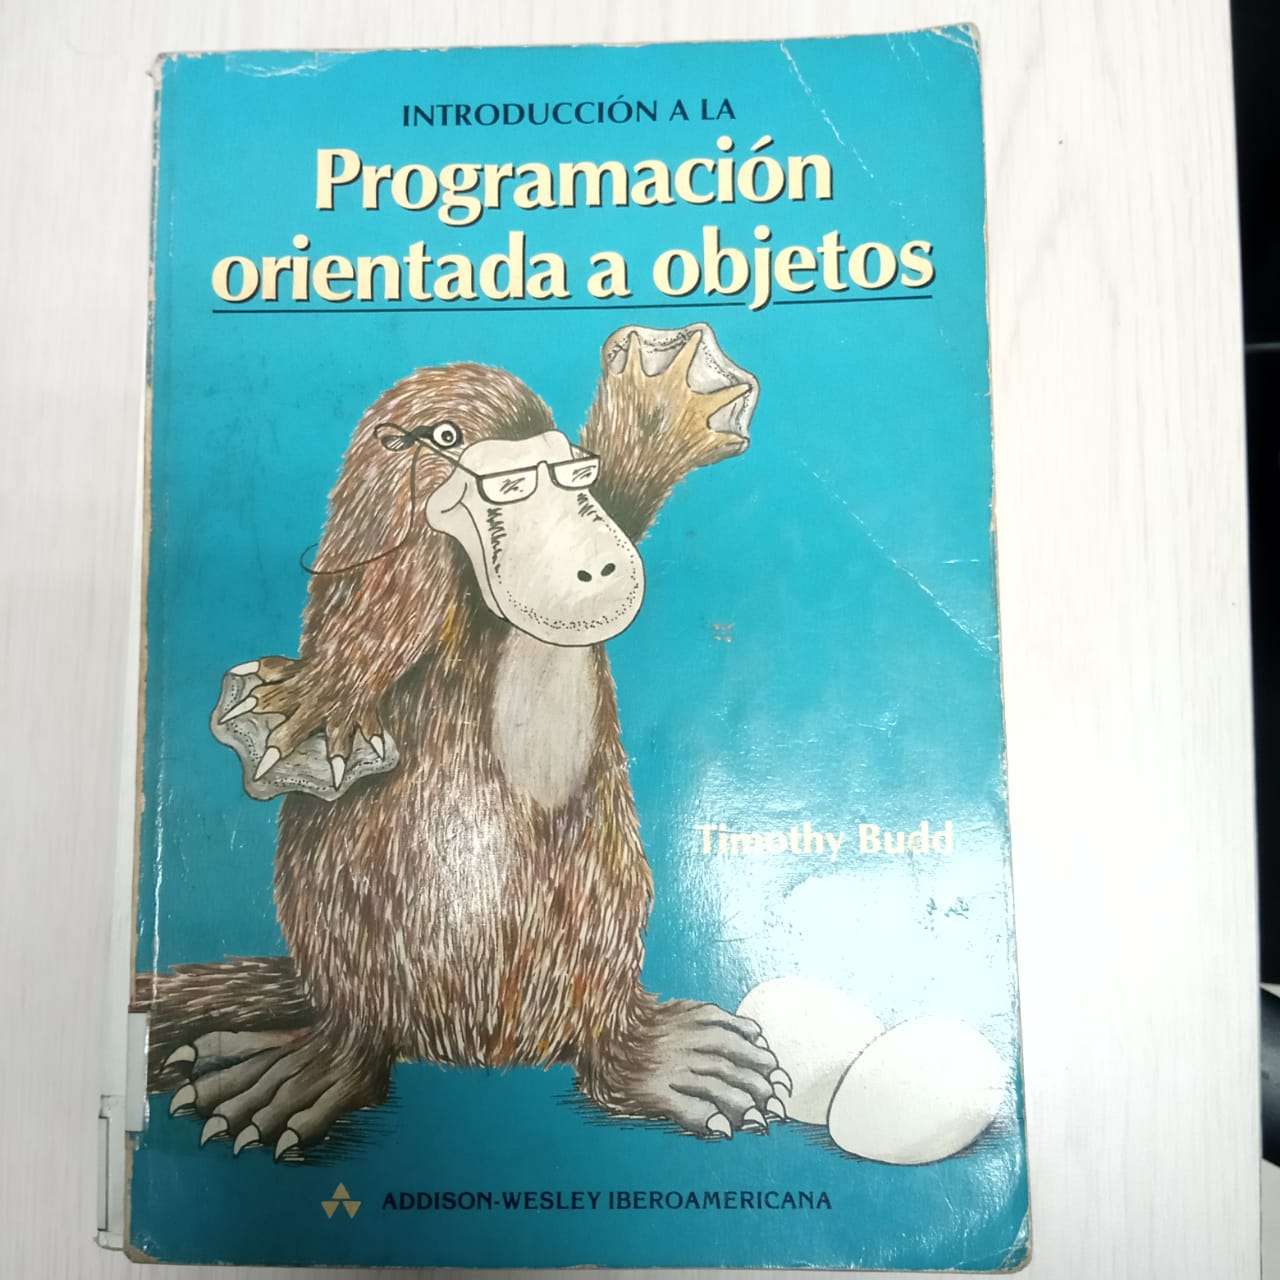 INTRODUCCIÓN A LA
Programación
orientada a objetos
Timothy Budd
ADDISON-WESLEY IBEROAMERICANA